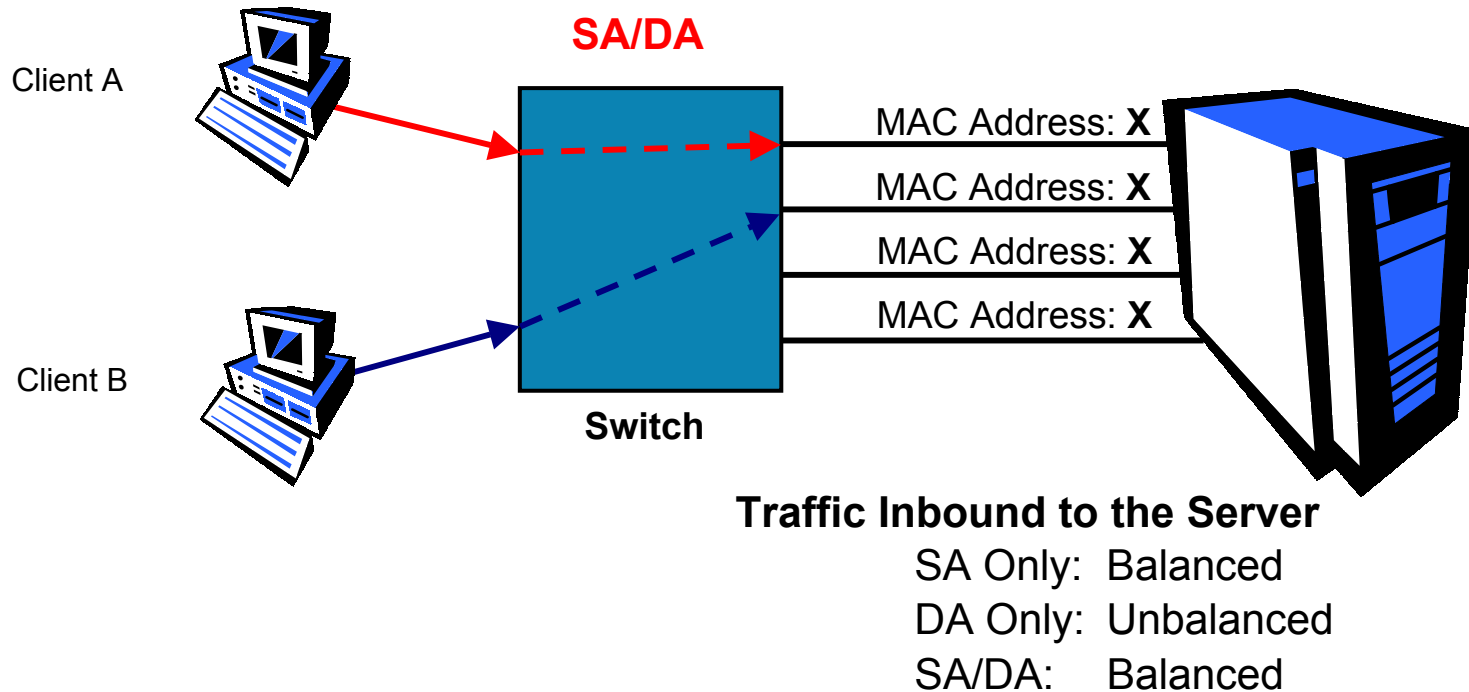 SA/DA
Client A
MAC Address: X
MAC Address: X
MAC Address: X
MAC Address: X
Client B
Switch
Traffic Inbound to the Server
SA Only: Balanced
DA Only: Unbalanced
SA/DA: Balanced